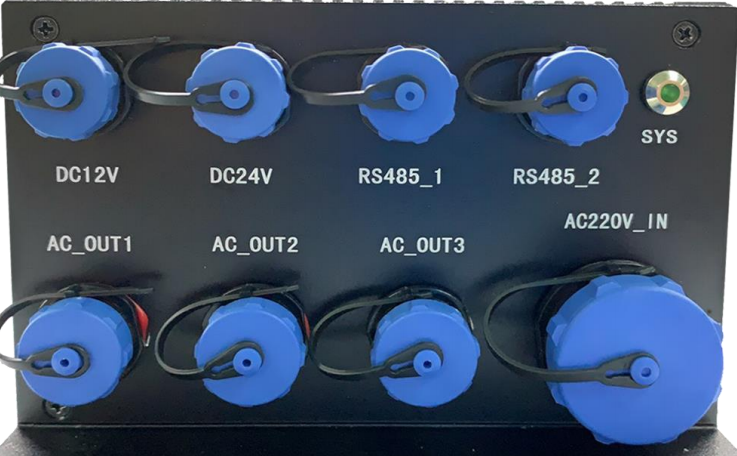 SYS
DC12V
DC24V
RS485_1
RS485_2
AC220V_IN
AC_OUT1
AC_OUT2
AC_OUT3